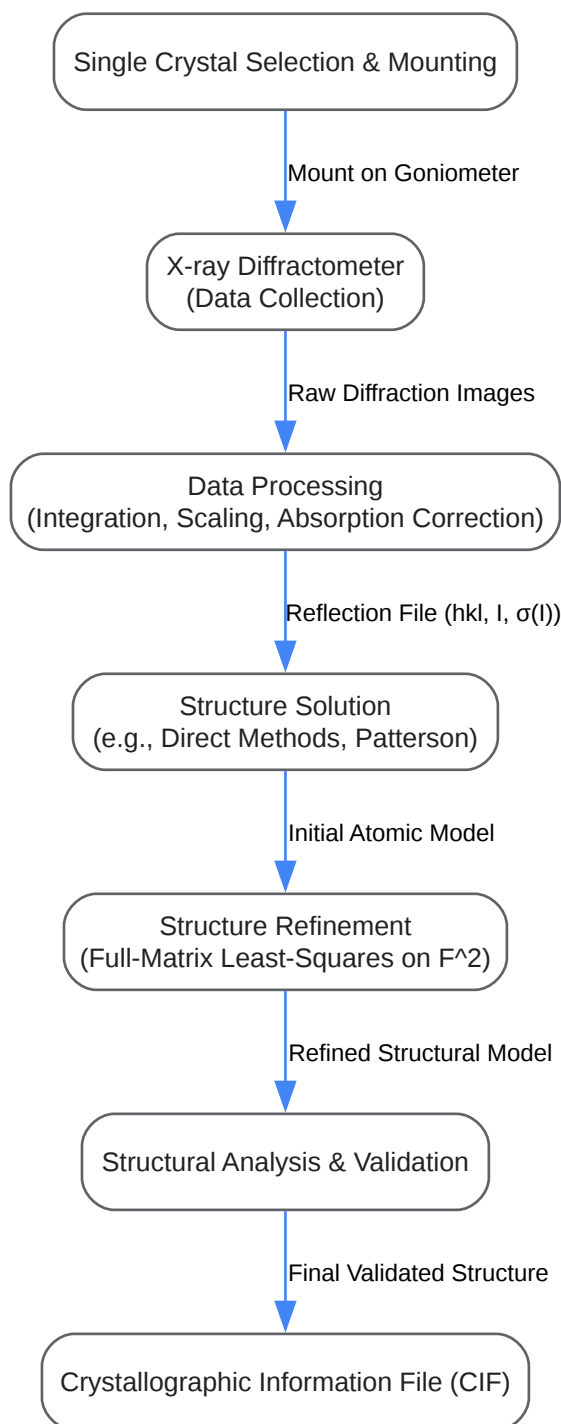 Single Crystal Selection & Mounting
Mount on Goniometer
X-ray Diffractometer
(Data Collection)
Raw Diffraction Images
Data Processing
(Integration, Scaling, Absorption Correction)
Reflection File (hkl, I, σ(I))
Structure Solution
(e.g., Direct Methods, Patterson)
Initial Atomic Model
Structure Refinement
(Full-Matrix Least-Squares on F^2)
Refined Structural Model
Structural Analysis & Validation
Final Validated Structure
Crystallographic Information File (CIF)